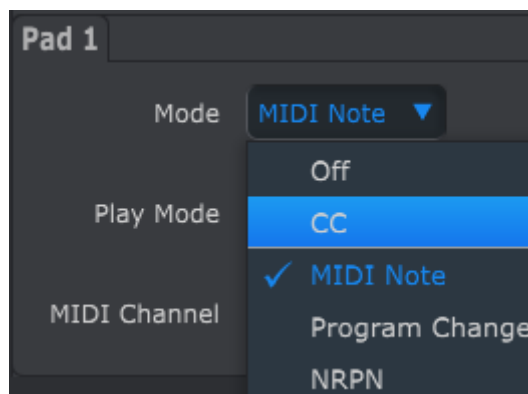 Pad 1
Mode MIDI Note
Off
Play Mode CC
MIDI Note
MIDI Channel Program Change
NRPN